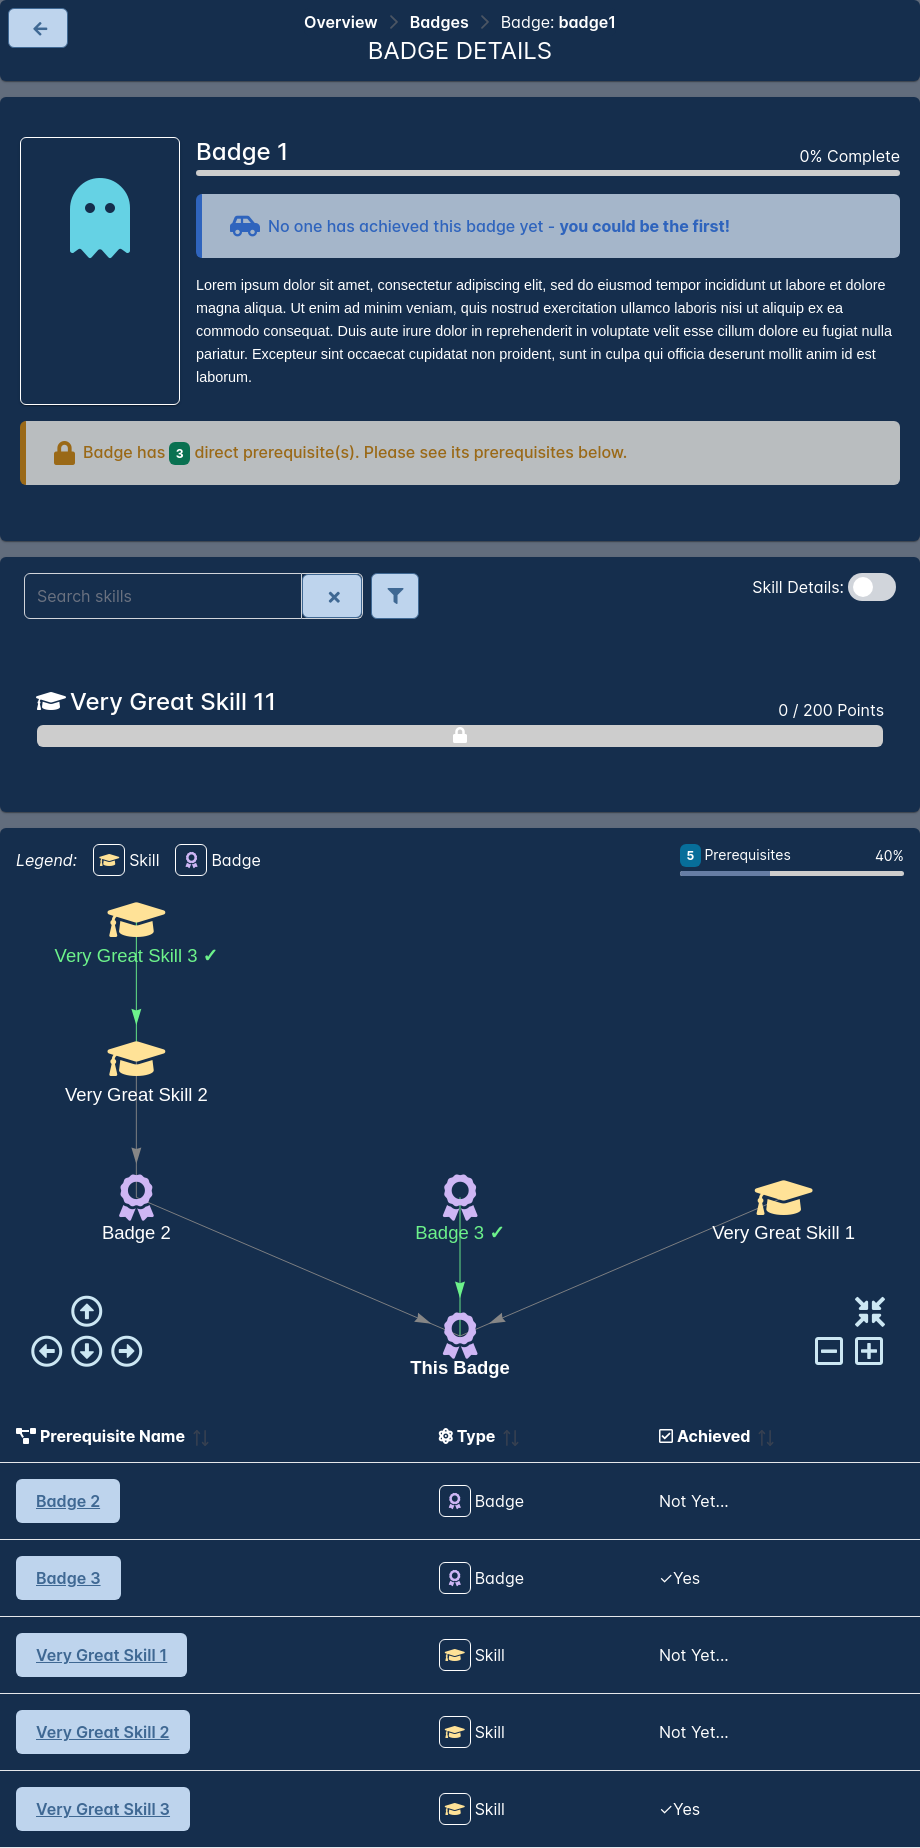 Overview > Badges > Badge: badge1
BADGE DETAILS
Badge 1
0% Complete
No one has achieved this badge yet - you could be the first!
Lorem ipsum dolor sit amet, consectetur adipiscing elit, sed do eiusmod tempor incididunt ut labore et dolore
magna aliqua. Ut enim ad minim veniam, quis nostrud exercitation ullamco laboris nisi ut aliquip ex ea
commodo consequat. Duis aute irure dolor in reprehenderit in voluptate velit esse cillum dolore eu fugiat nulla
pariatur. Excepteur sint occaecat cupidatat non proident, sunt in culpa qui officia deserunt mollit anim id est
laborum.
Badge has 3 direct prerequisite(s). Please see its prerequisites below.
Search skills
Skill Details:
Very Great Skill 11
0 / 200 Points
Legend: Skill Badge
5 Prerequisites 40%
Very Great Skill 3 ✓
Very Great Skill 2
Badge 2
Badge 3 ✓
Very Great Skill 1
This Badge
Prerequisite Name Type Achieved
Badge 2 Badge Not Yet...
Badge 3 Badge ✓Yes
Very Great Skill 1 Skill Not Yet...
Very Great Skill 2 Skill Not Yet...
Very Great Skill 3 Skill ✓Yes